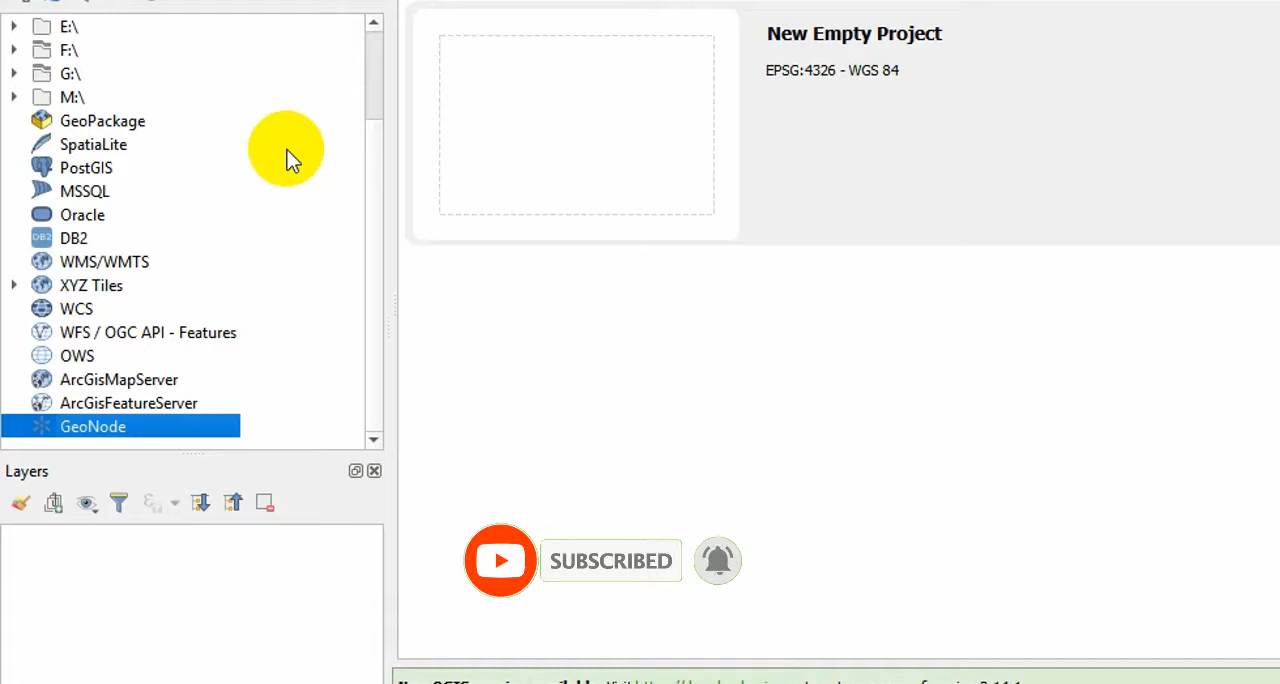 E:\
F:\
G:\
M:\
GeoPackage
SpatiaLite
PostGIS
MSSQL
Oracle
DB2
DB2
WMS/WMTS
XYZ Tiles
WCS
WFS / OGC API - Features
OWS
ArcGisMapServer
ArcGisFeatureServer
GeoNode
Layers
New Empty Project
EPSG:4326 - WGS 84
SUBSCRIBED